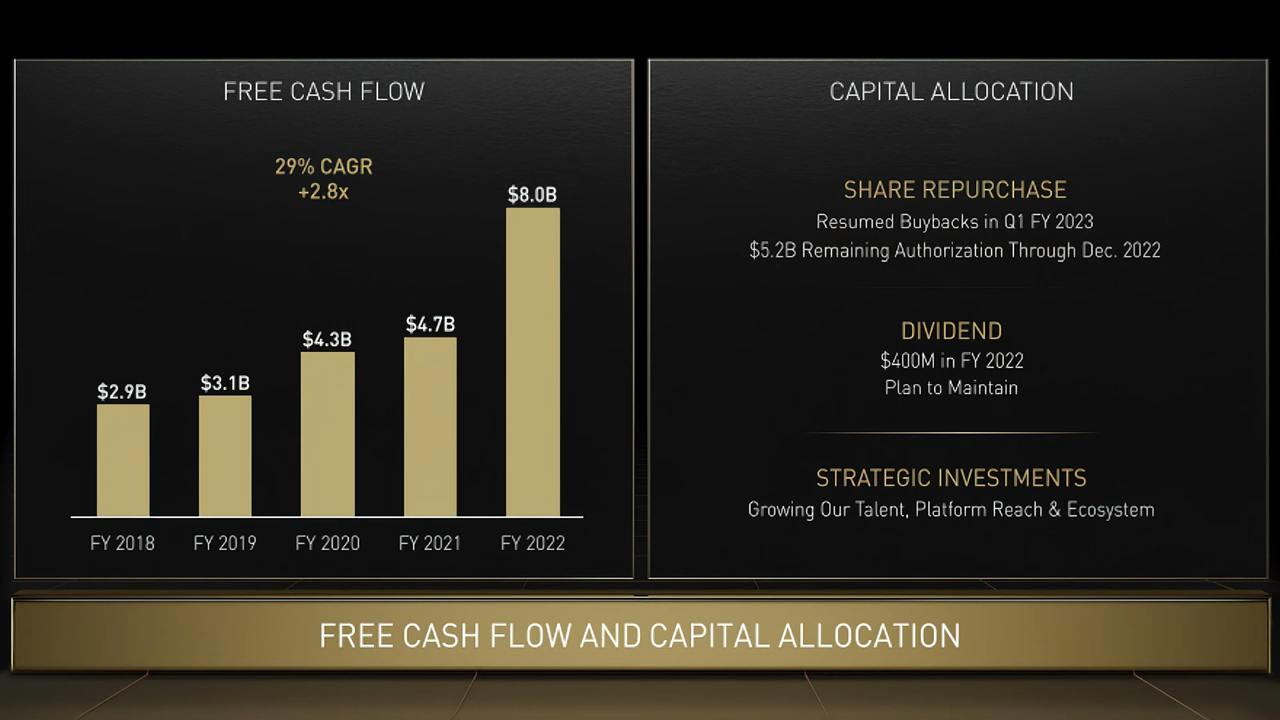 FREE CASH FLOW
29% CAGR
+2.8x
$2.9B
$3.1B
$4.3B
$4.7B
$8.0B
FY 2018
FY 2019
FY 2020
FY 2021
FY 2022
CAPITAL ALLOCATION
SHARE REPURCHASE
Resumed Buybacks in Q1 FY 2023
$5.2B Remaining Authorization Through Dec. 2022
DIVIDEND
$400M in FY 2022
Plan to Maintain
STRATEGIC INVESTMENTS
Growing Our Talent, Platform Reach & Ecosystem
FREE CASH FLOW AND CAPITAL ALLOCATION